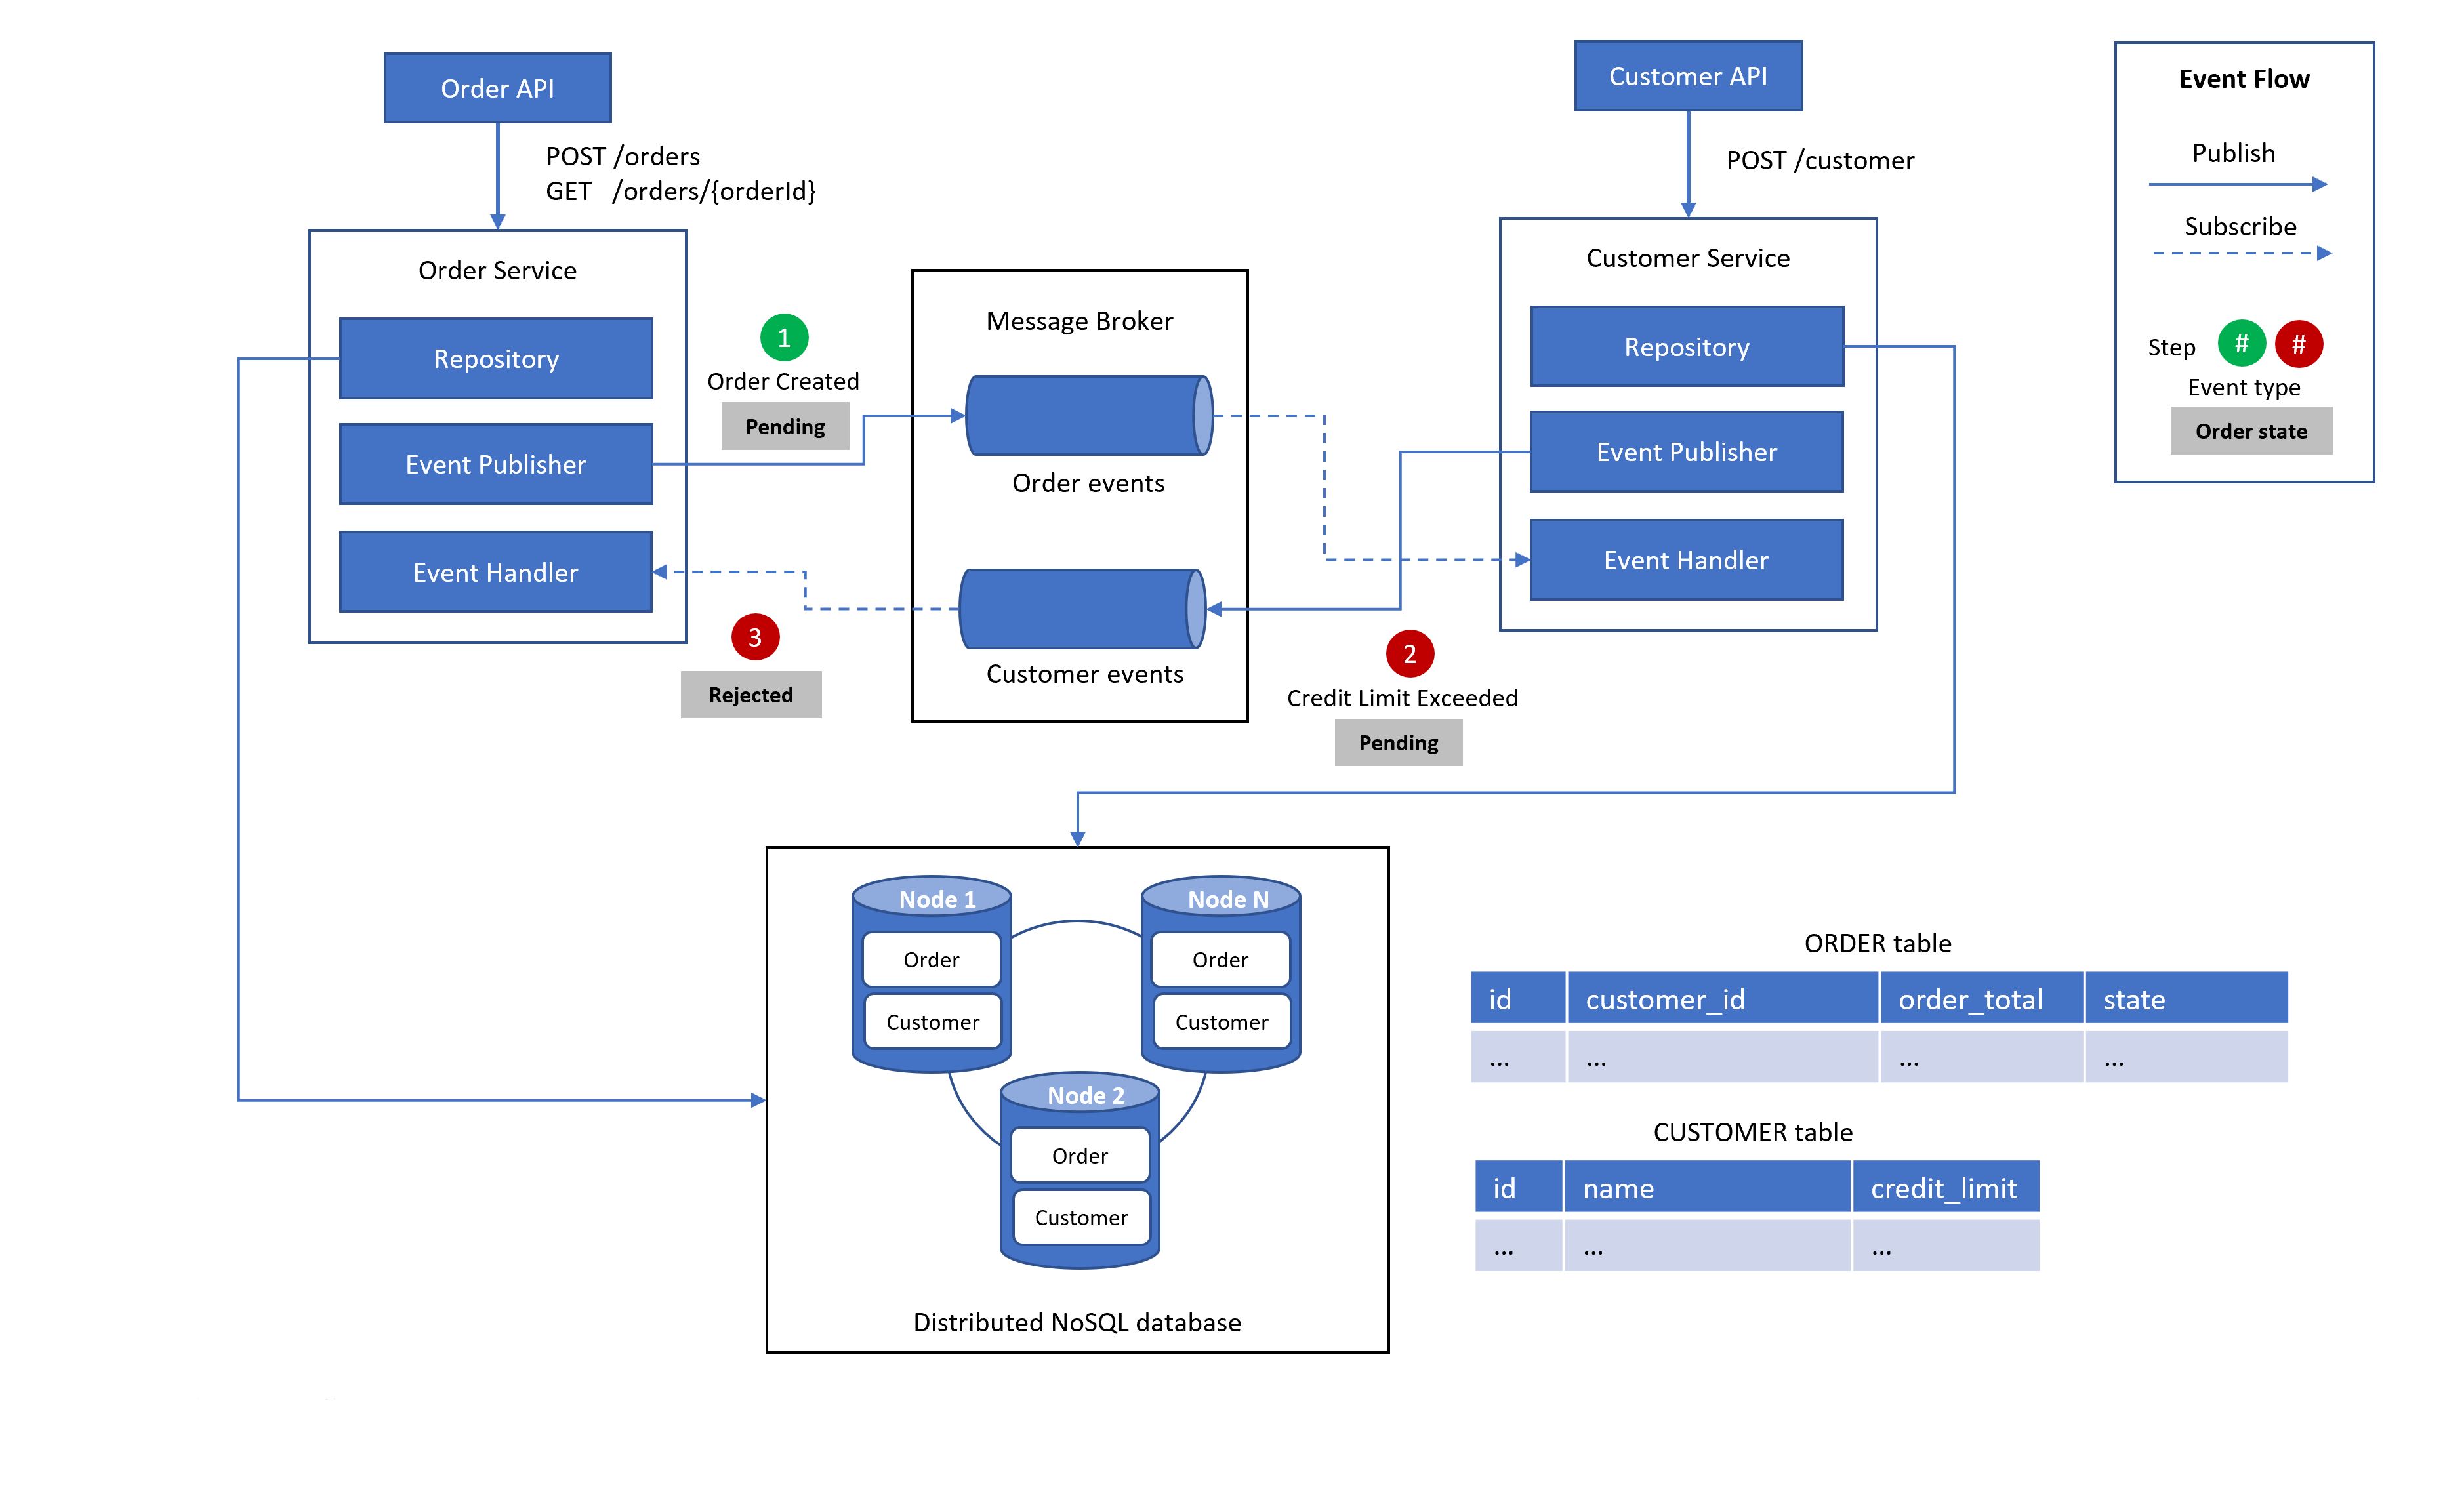 Order API
POST /orders
GET /orders/{orderId}
Order Service
Repository
Event Publisher
Event Handler
1
Order Created
Pending
3
Rejected
Message Broker
Order events
Customer events
Customer API
POST /customer
Customer Service
Repository
Event Publisher
Event Handler
2
Credit Limit Exceeded
Pending
Event Flow
Publish
Subscribe
Step # #
Event type
Order state
Node 1
Order
Customer
Node N
Order
Customer
Node 2
Order
Customer
Distributed NoSQL database
ORDER table
id customer_id order_total state
... ... ... ...
CUSTOMER table
id name credit_limit
... ... ...